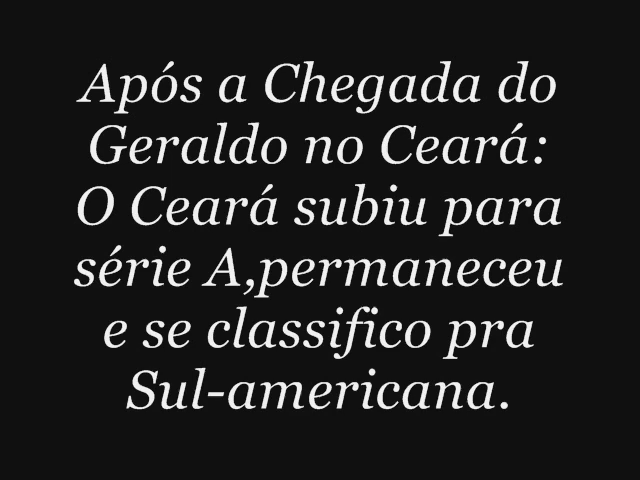 Após a Chegada do
Geraldo no Ceará:
O Ceará subiu para
série A,permaneceu
e se classifico pra
Sul-americana.